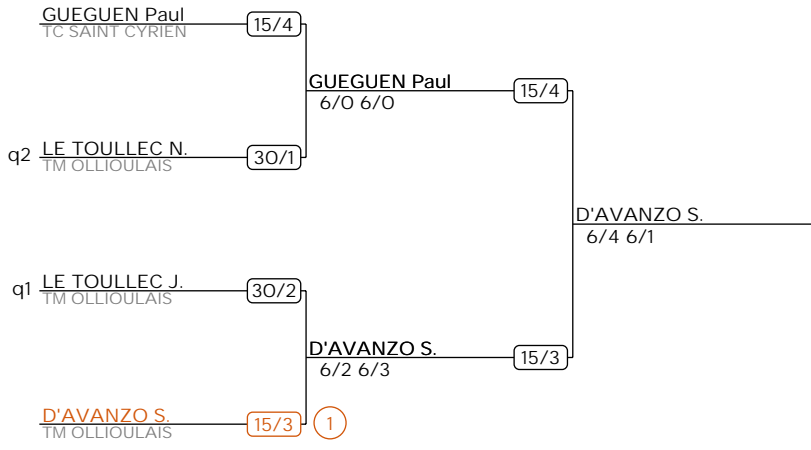 GUEGUEN Paul 15/4
TC SAINT CYRIEN
GUEGUEN Paul 15/4
6/0 6/0
q2 LE TOULLEC N. 30/1
TM OLLIOULAIS
D'AVANZO S.
6/4 6/1
q1 LE TOULLEC J. 30/2
TM OLLIOULAIS
D'AVANZO S. 15/3
6/2 6/3
D'AVANZO S. 15/3 1
TM OLLIOULAIS